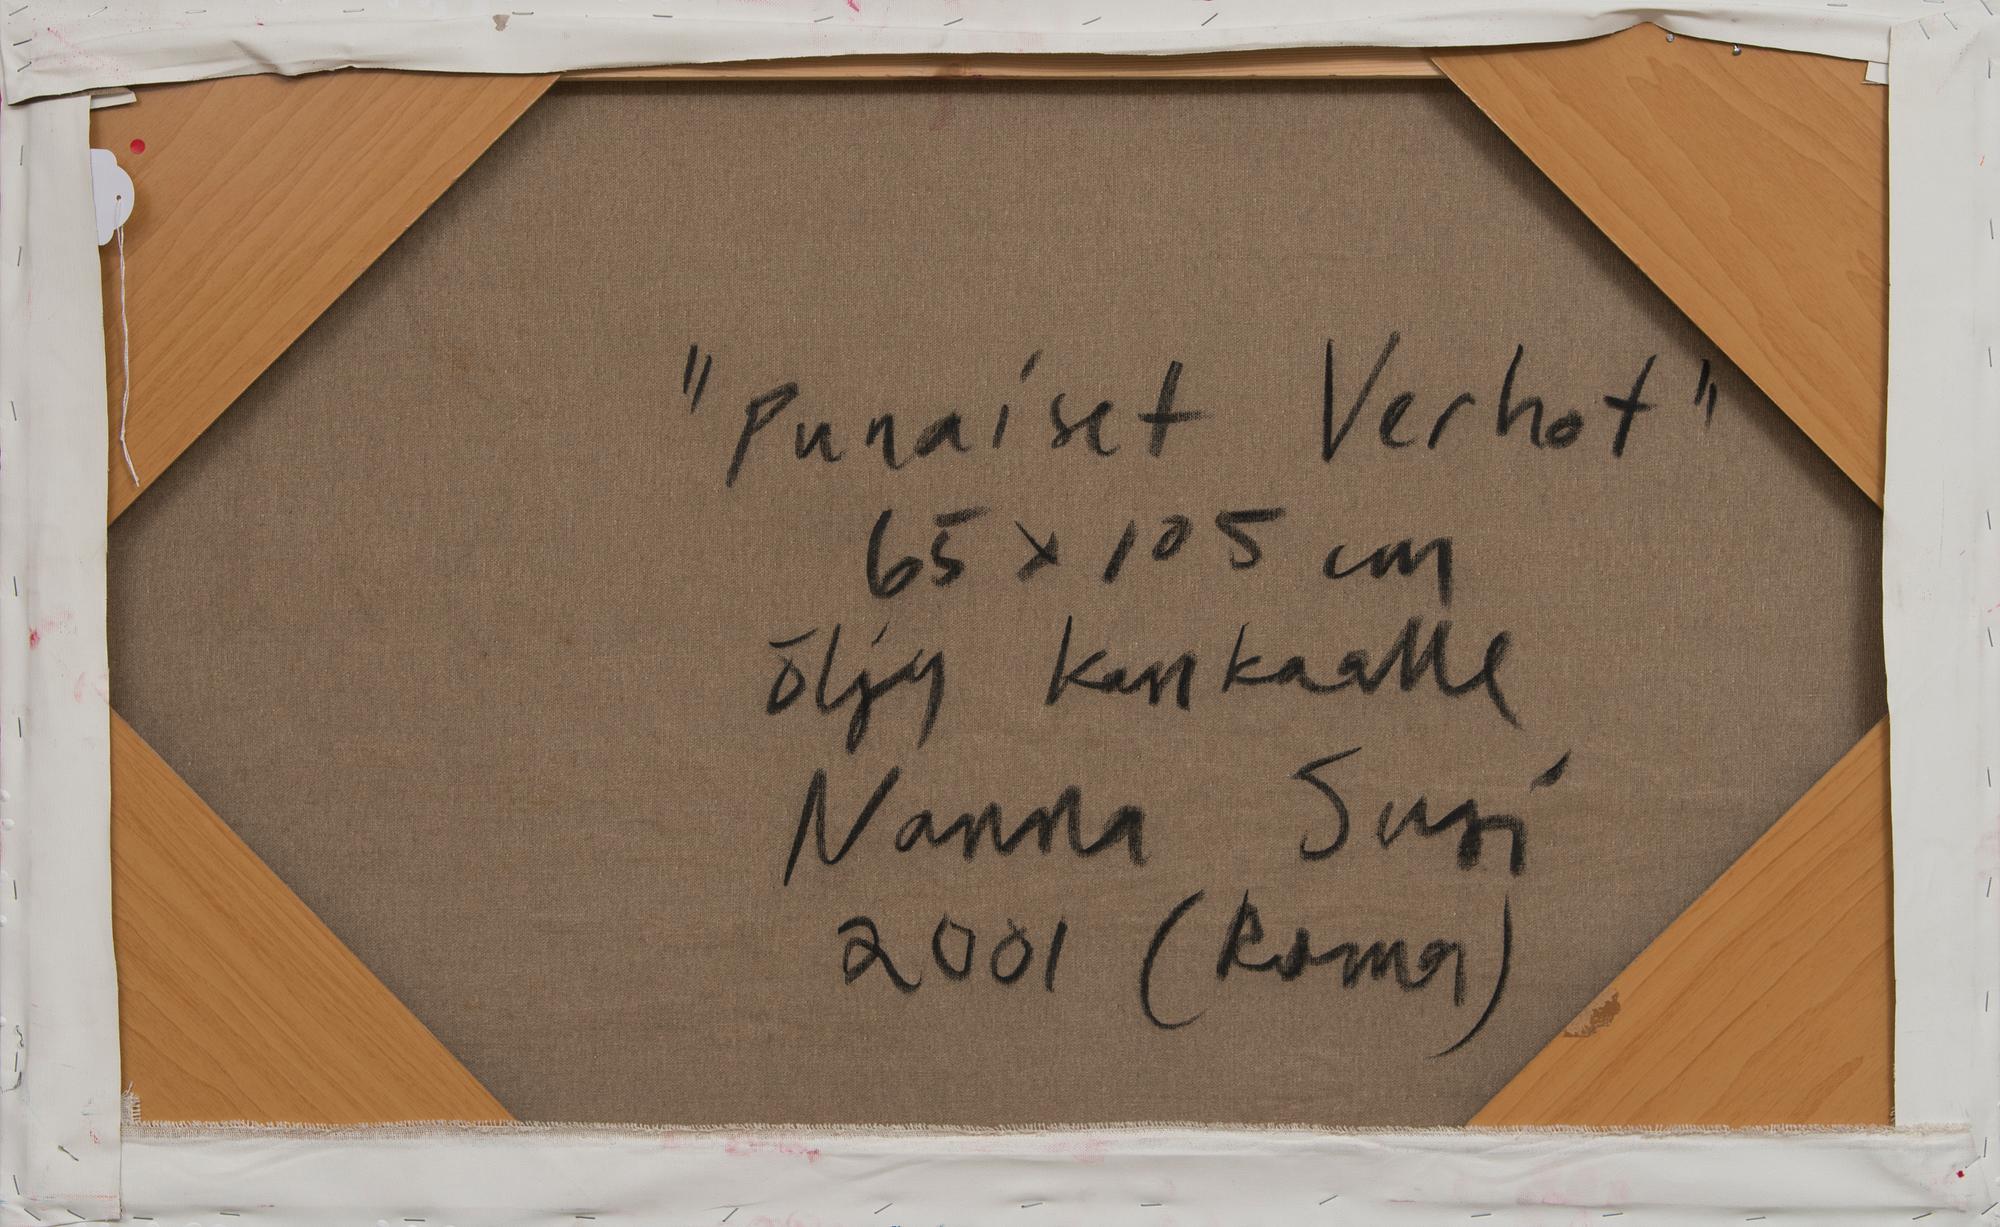 "Punaiset Verhot"
65 x 105 cm
öljy kankaalle
Nanna Susi
2001 (Roma)